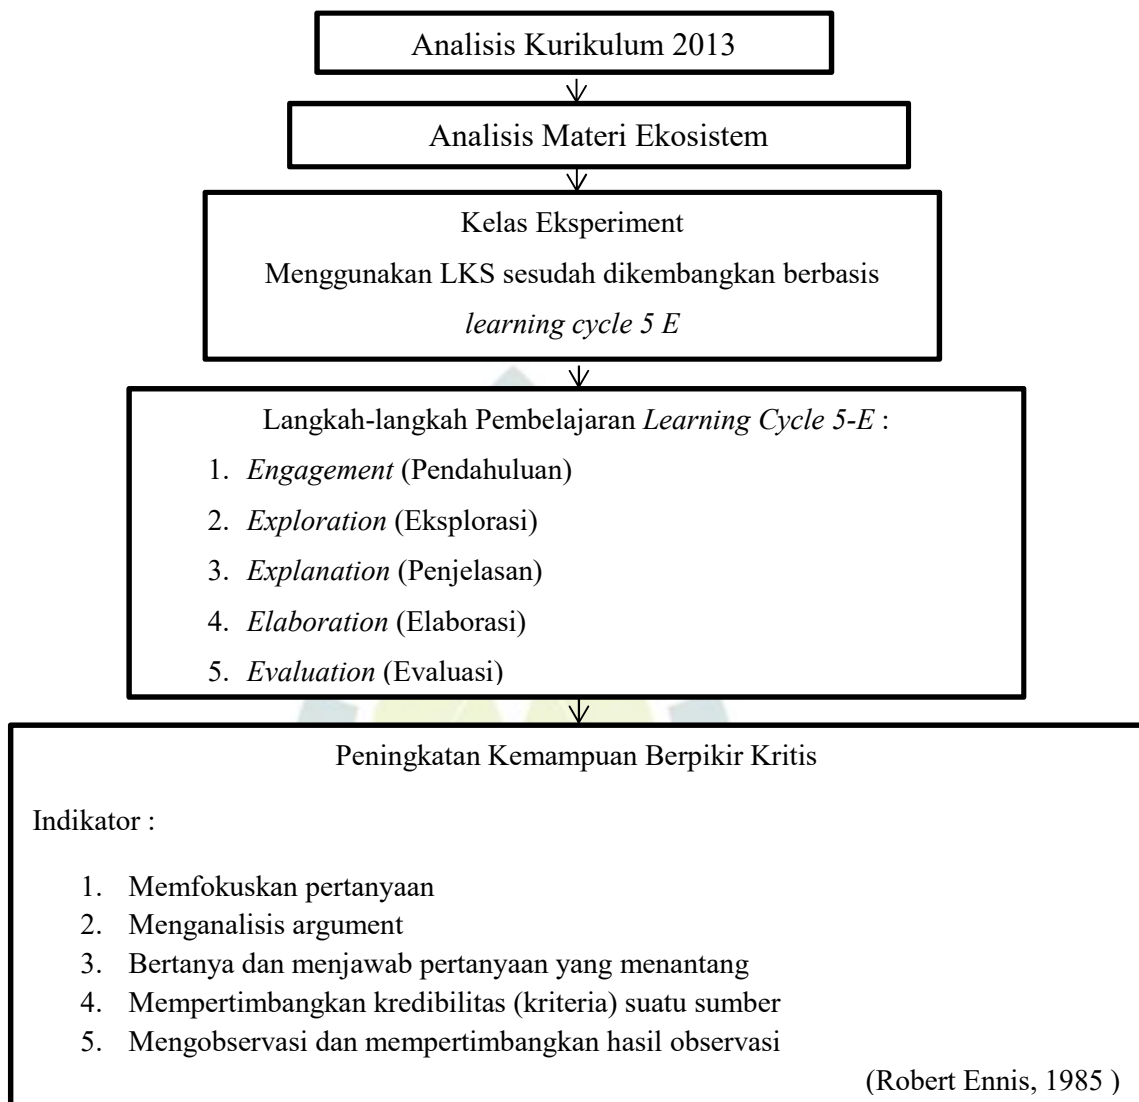 Analisis Kurikulum 2013
Analisis Materi Ekosistem
Kelas Eksperiment
Menggunakan LKS sesudah dikembangkan berbasis
learning cycle 5 E
Langkah-langkah Pembelajaran Learning Cycle 5-E :
1. Engagement (Pendahuluan)
2. Exploration (Eksplorasi)
3. Explanation (Penjelasan)
4. Elaboration (Elaborasi)
5. Evaluation (Evaluasi)
Peningkatan Kemampuan Berpikir Kritis
Indikator :
1. Memfokuskan pertanyaan
2. Menganalisis argument
3. Bertanya dan menjawab pertanyaan yang menantang
4. Mempertimbangkan kredibilitas (kriteria) suatu sumber
5. Mengobservasi dan mempertimbangkan hasil observasi
(Robert Ennis, 1985 )